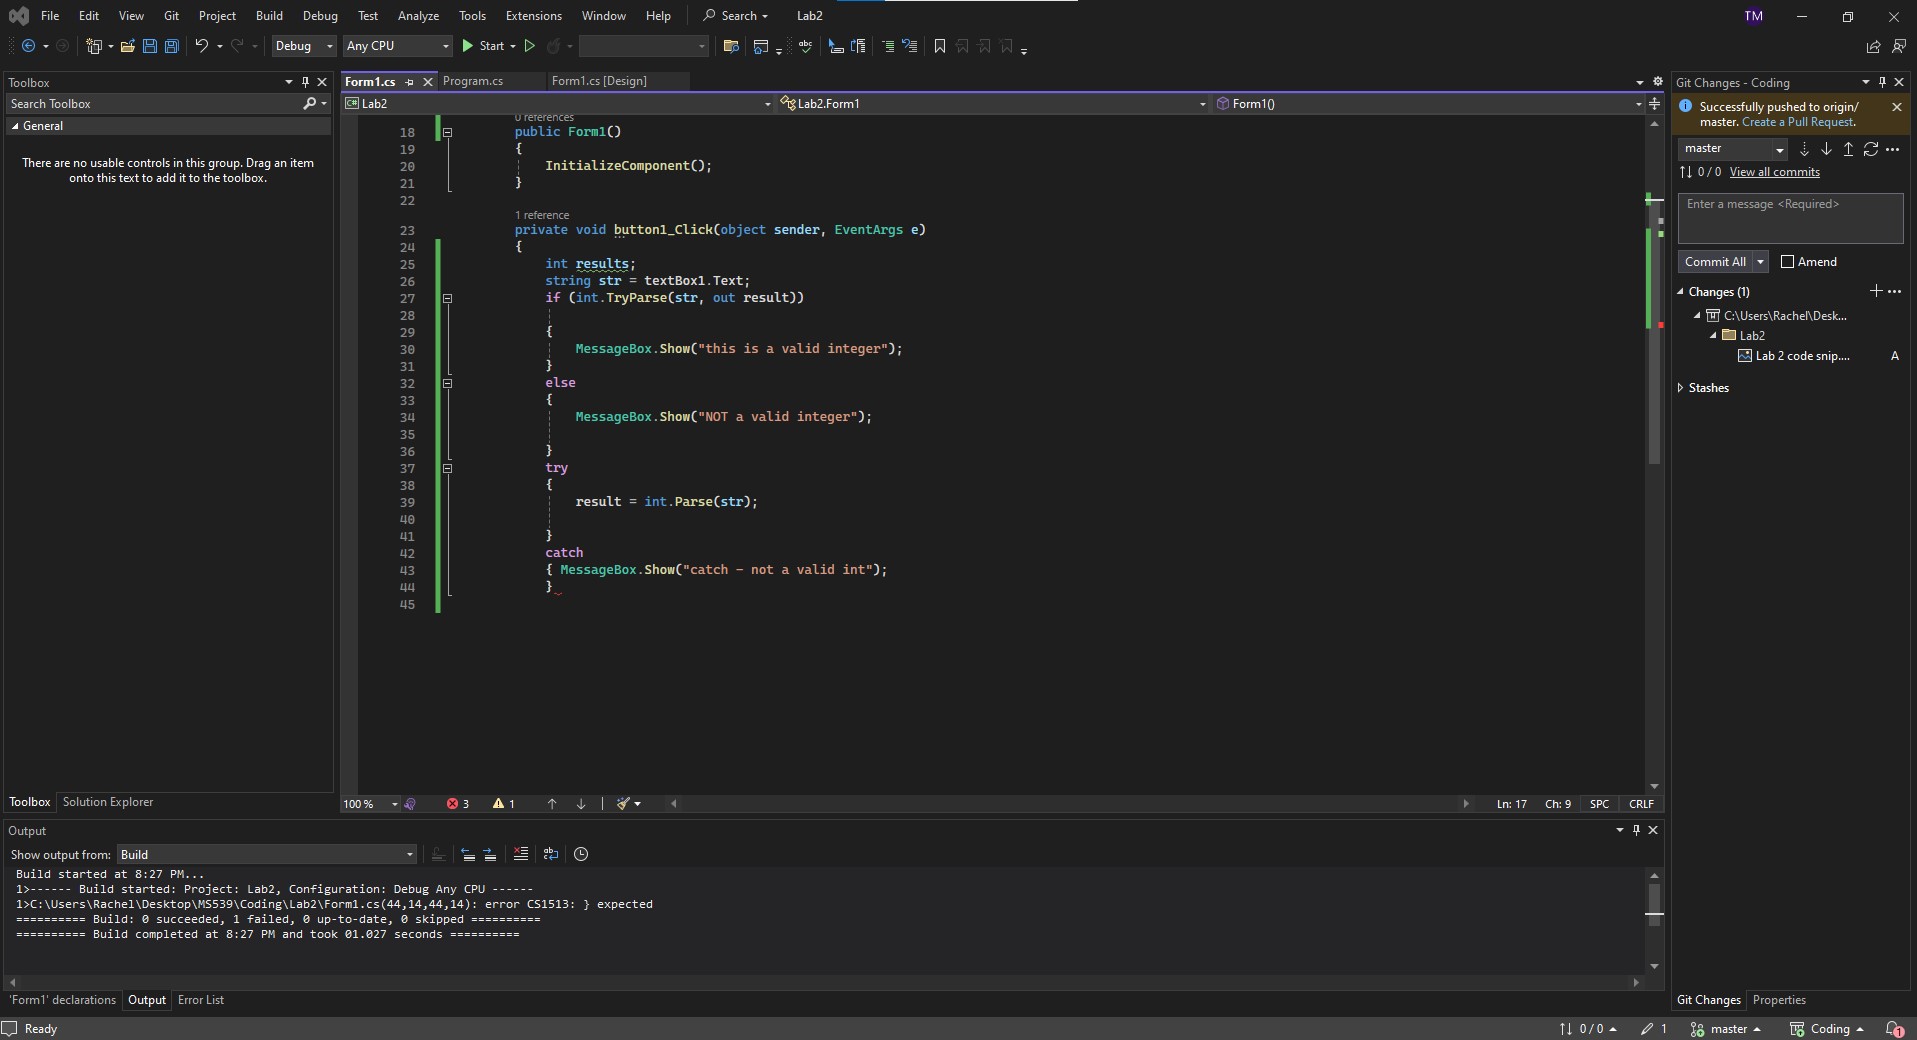 File Edit View Git Project Build Debug Test Analyze Tools Extensions Window Help Search Lab2 TM
Debug Any CPU Start
Toolbox
Search Toolbox
General
There are no usable controls in this group. Drag an item
onto this text to add it to the toolbox.
Toolbox Solution Explorer
Form1.cs Program.cs Form1.cs [Design]
Lab2 Lab2.Form1 Form1()
0 references
18 public Form1()
19 {
20 InitializeComponent();
21 }
22
1 reference
23 private void button1_Click(object sender, EventArgs e)
24 {
25 int results;
26 string str = textBox1.Text;
27 if (int.TryParse(str, out result))
28
29 {
30 MessageBox.Show("this is a valid integer");
31 }
32 else
33 {
34 MessageBox.Show("NOT a valid integer");
35
36 }
37 try
38 {
39 result = int.Parse(str);
40
41 }
42 catch
43 { MessageBox.Show("catch - not a valid int");
44 }
45
100 % 3 1 Ln: 17 Ch: 9 SPC CRLF
Output
Show output from: Build
Build started at 8:27 PM...
1>------ Build started: Project: Lab2, Configuration: Debug Any CPU ------
1>C:\Users\Rachel\Desktop\MS539\Coding\Lab2\Form1.cs(44,14,44,14): error CS1513: } expected
========== Build: 0 succeeded, 1 failed, 0 up-to-date, 0 skipped ==========
========== Build completed at 8:27 PM and took 01.027 seconds ==========
'Form1' declarations Output Error List
Git Changes - Coding
Successfully pushed to origin/
master. Create a Pull Request.
master
0 / 0 View all commits
Enter a message <Required>
Commit All Amend
Changes (1)
C:\Users\Rachel\Desk...
Lab2
Lab 2 code snip.... A
Stashes
Git Changes Properties
Ready 0 / 0 1 master Coding 1